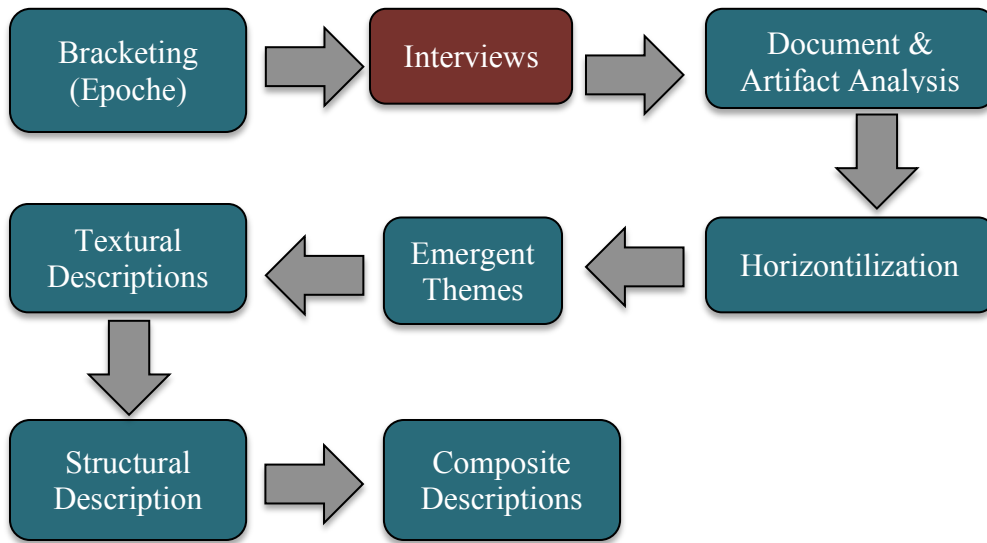 Bracketing
(Epoche)
Interviews
Document &
Artifact Analysis
Horizontilization
Emergent
Themes
Textural
Descriptions
Structural
Description
Composite
Descriptions